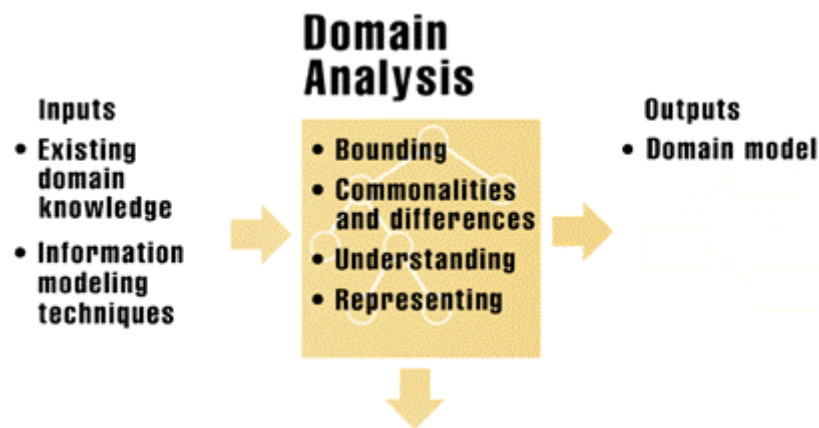 Domain
Analysis
Inputs
• Existing
domain
knowledge
• Information
modeling
techniques
• Bounding
• Commonalities
and differences
• Understanding
• Representing
Outputs
• Domain model